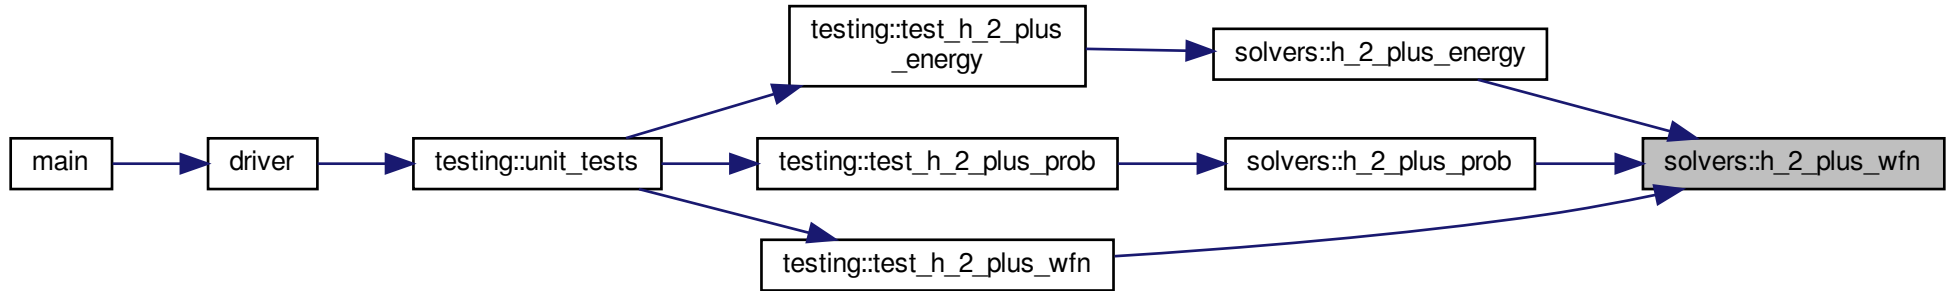 testing::test_h_2_plus
_energy
solvers::h_2_plus_energy
main
driver
testing::unit_tests
testing::test_h_2_plus_prob
solvers::h_2_plus_prob
solvers::h_2_plus_wfn
testing::test_h_2_plus_wfn